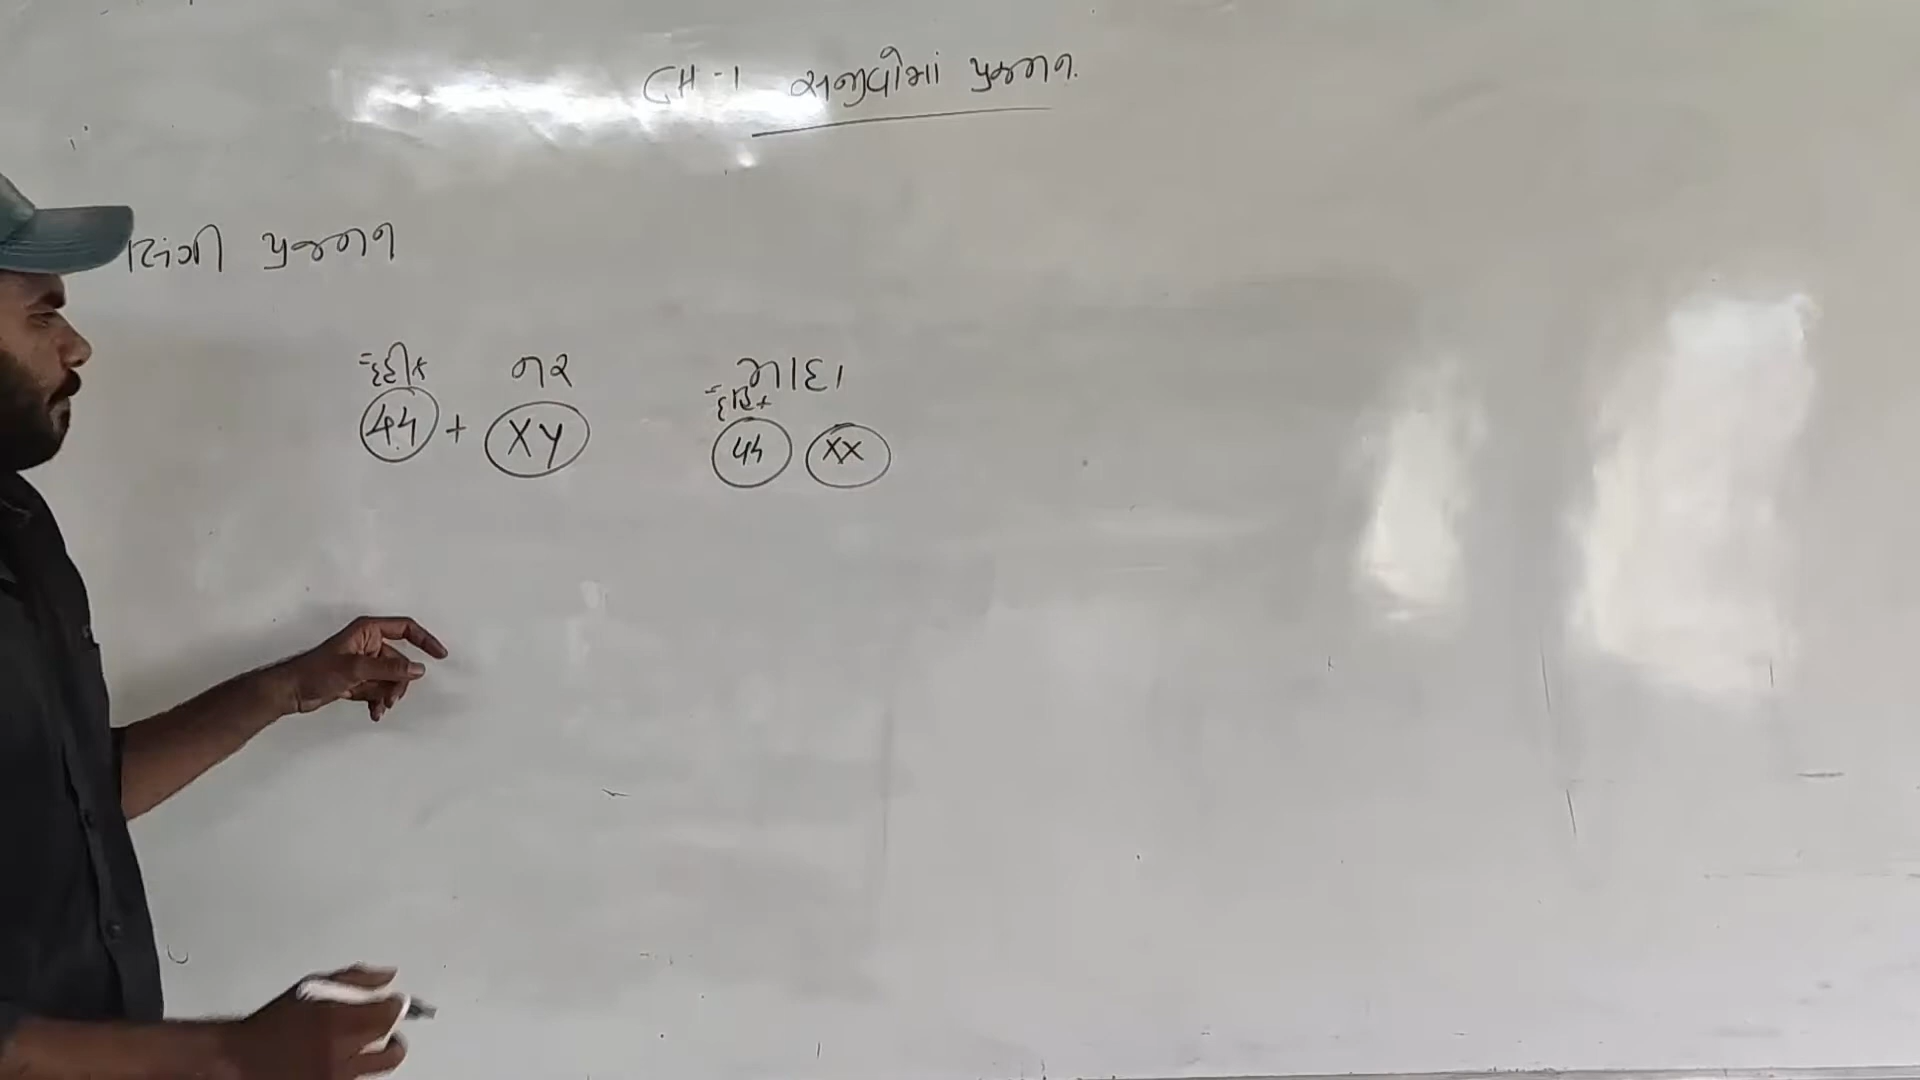 CH-1 સજીવોમાં પ્રજનન.
લિંગી પ્રજનન
દૈહીક નર માદા
દૈહિક
44 + XY 44 XX